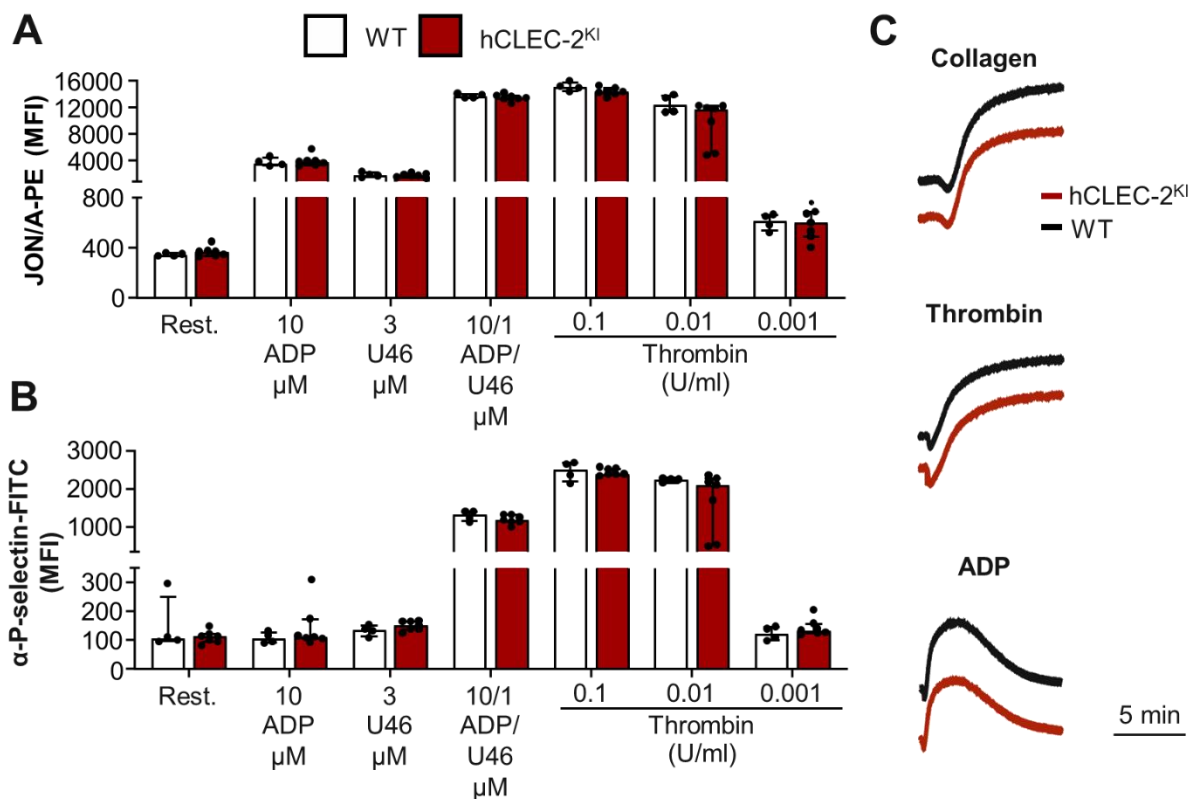 A
WT
hCLEC-2KI
C
JON/A-PE (MFI)
16000
12000
8000
4000
800
400
0
Rest.
10
ADP
µM
3
U46
µM
10/1
ADP/
U46
µM
0.1
0.01
0.001
Thrombin
(U/ml)
B
α-P-selectin-FITC
(MFI)
3000
2000
1000
300
200
100
0
Rest.
10
ADP
µM
3
U46
µM
10/1
ADP/
U46
µM
0.1
0.01
0.001
Thrombin
(U/ml)
Collagen
hCLEC-2KI
WT
Thrombin
ADP
5 min